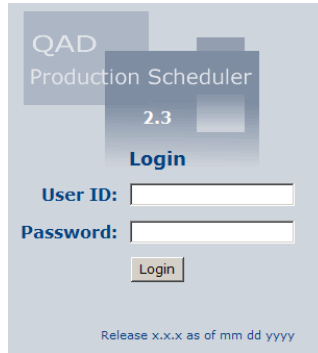 QAD
Production Scheduler
2.3
Login
User ID:
Password:
Login
Release x.x.x as of mm dd yyyy